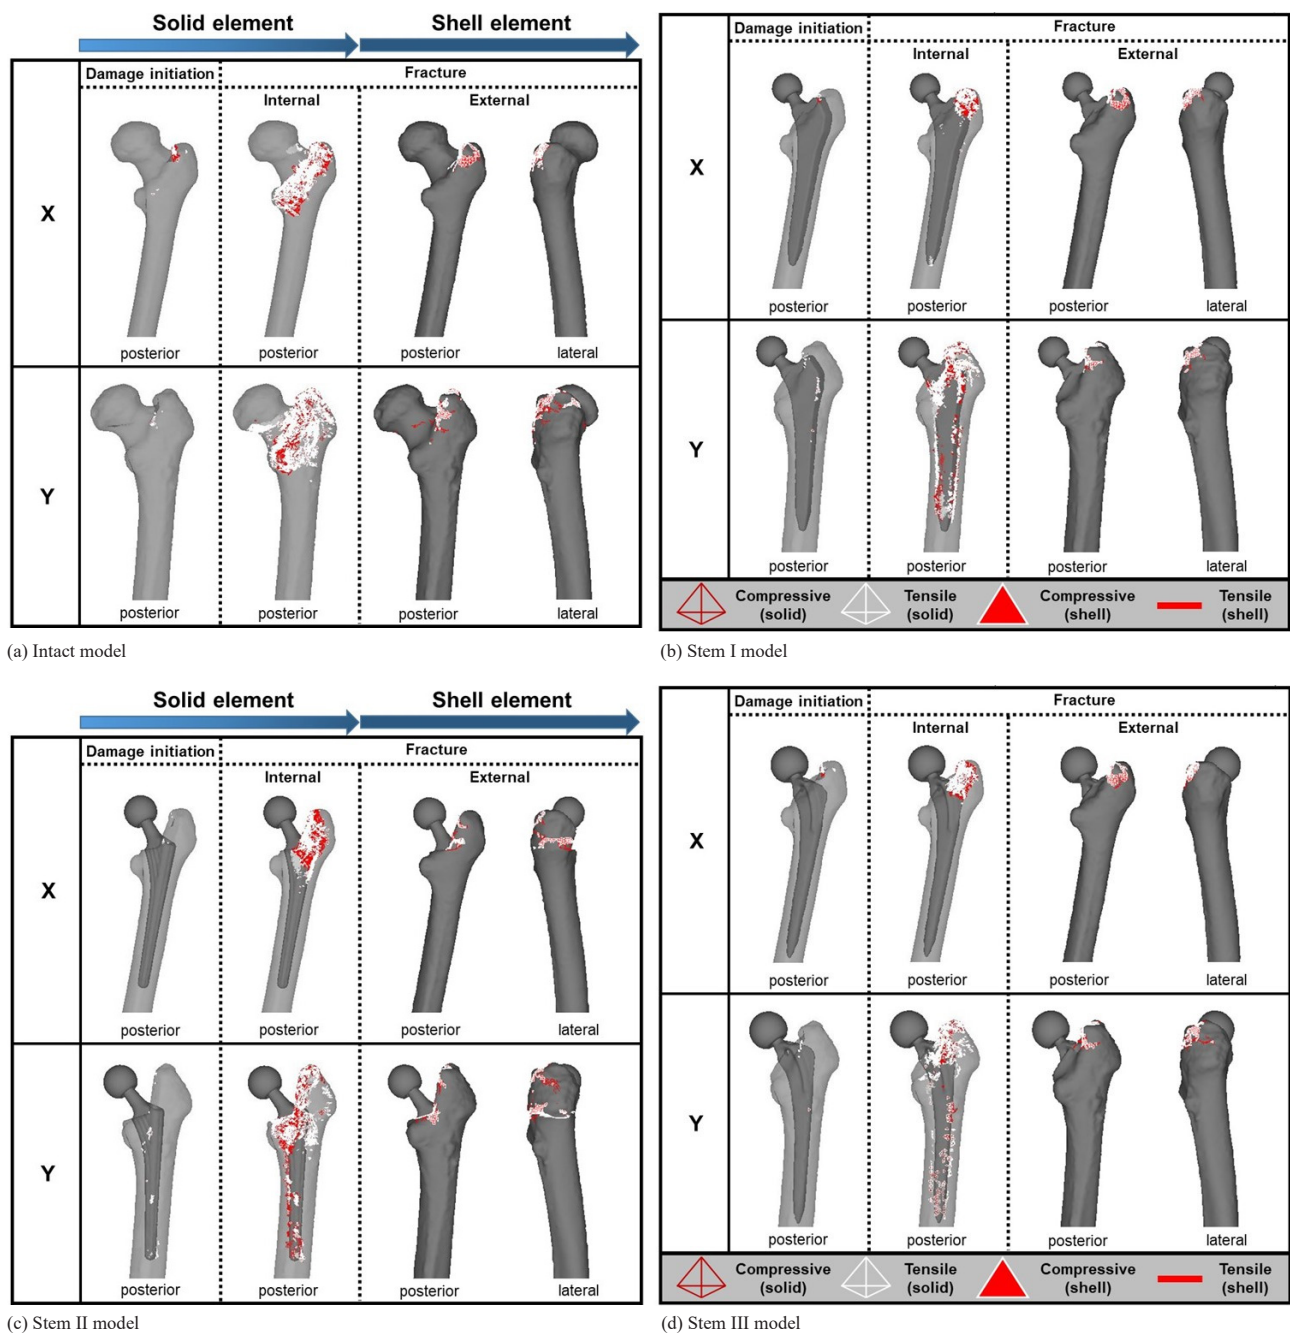 Solid element Shell element
Damage initiation Fracture
Internal External
X
posterior posterior posterior lateral
Y
posterior posterior posterior lateral
(a) Intact model
Damage initiation Fracture
Internal External
X
posterior posterior posterior lateral
Y
posterior posterior posterior lateral
Compressive (solid) Tensile (solid) Compressive (shell) Tensile (shell)
(b) Stem I model
Solid element Shell element
Damage initiation Fracture
Internal External
X
posterior posterior posterior lateral
Y
posterior posterior posterior lateral
(c) Stem II model
Damage initiation Fracture
Internal External
X
posterior posterior posterior lateral
Y
posterior posterior posterior lateral
Compressive (solid) Tensile (solid) Compressive (shell) Tensile (shell)
(d) Stem III model